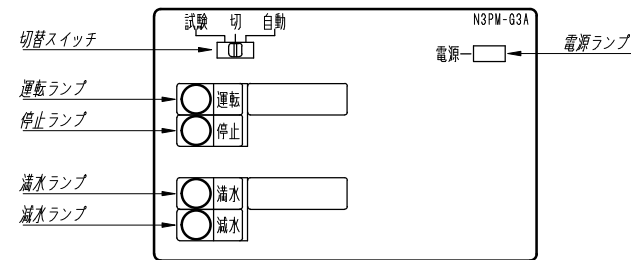 試験 切 自動
N3PM-G3A
切替スイッチ
電源
電源ランプ
運転ランプ
運転
停止ランプ
停止
満水ランプ
満水
減水ランプ
減水